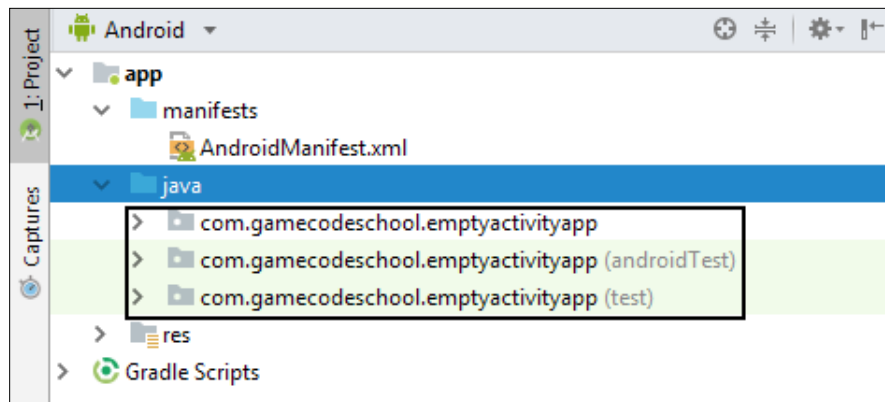 Android
1: Project
Captures
app
manifests
AndroidManifest.xml
java
com.gamecodeschool.emptyactivityapp
com.gamecodeschool.emptyactivityapp (androidTest)
com.gamecodeschool.emptyactivityapp (test)
res
Gradle Scripts